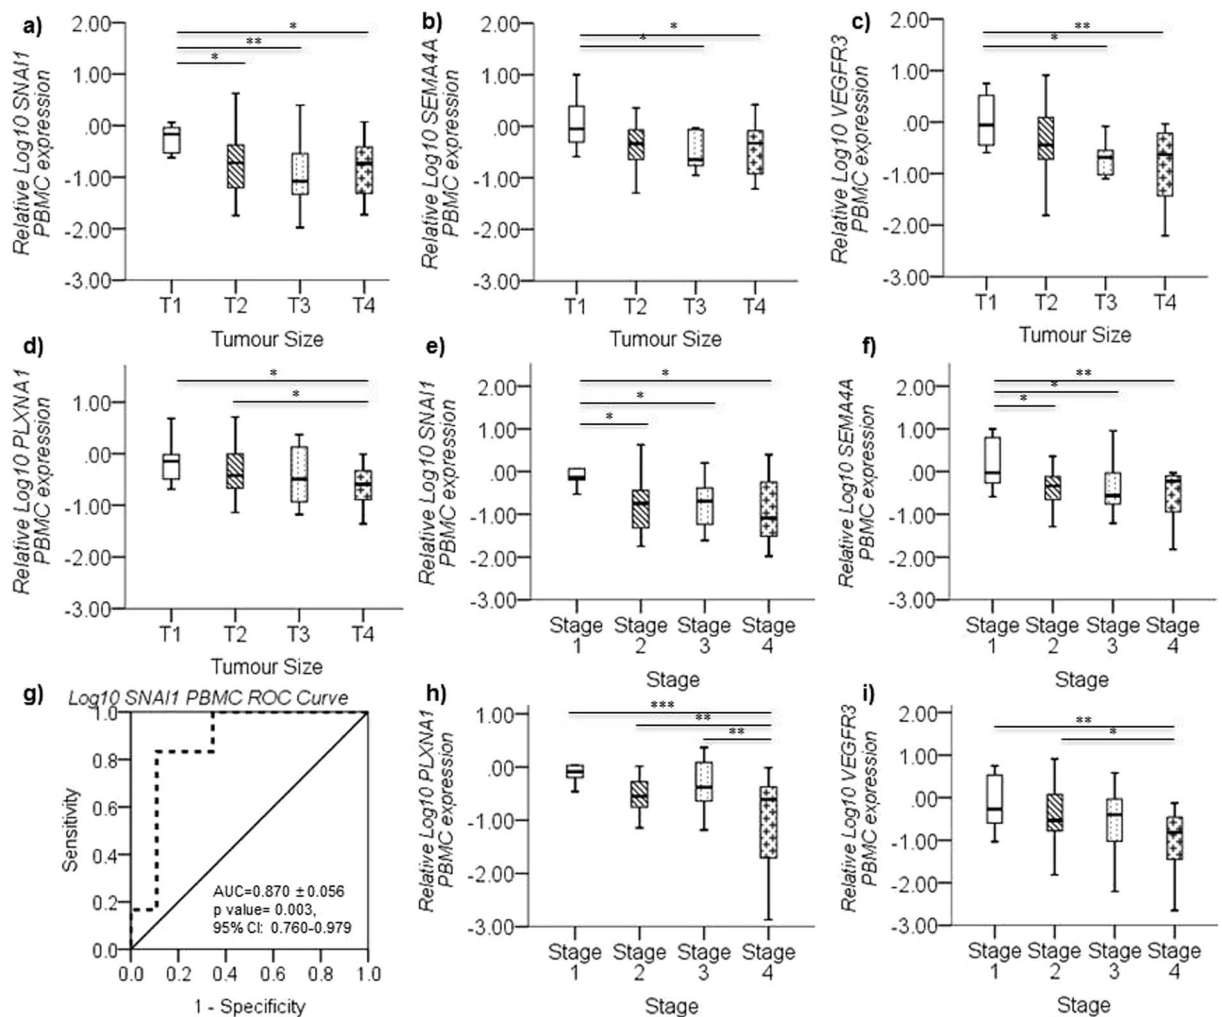 a)
Relative Log10 SNAI1
PBMC expression
2.00
1.00
.00
-1.00
-2.00
-3.00
*
**
*
T1 T2 T3 T4
Tumour Size
b)
Relative Log10 SEMA4A
PBMC expression
2.00
1.00
.00
-1.00
-2.00
-3.00
*
*
T1 T2 T3 T4
Tumour Size
c)
Relative Log10 VEGFR3
PBMC expression
2.00
1.00
.00
-1.00
-2.00
-3.00
**
*
T1 T2 T3 T4
Tumour Size
d)
Relative Log10 PLXNA1
PBMC expression
1.00
.00
-1.00
-2.00
-3.00
*
*
T1 T2 T3 T4
Tumour Size
e)
Relative Log10 SNAI1
PBMC expression
2.00
1.00
.00
-1.00
-2.00
-3.00
*
*
*
Stage Stage Stage Stage
1 2 3 4
Stage
f)
Relative Log10 SEMA4A
PBMC expression
2.00
1.00
.00
-1.00
-2.00
-3.00
**
*
*
Stage Stage Stage Stage
1 2 3 4
Stage
g)
Log10 SNAI1 PBMC ROC Curve
Sensitivity
1.0
0.8
0.6
0.4
0.2
0.0
AUC=0.870 ±0.056
p value= 0.003,
95% CI: 0.760-0.979
0.0 0.2 0.4 0.6 0.8 1.0
1 - Specificity
h)
Relative Log10 PLXNA1
PBMC expression
1.00
.00
-1.00
-2.00
-3.00
***
**
**
Stage Stage Stage Stage
1 2 3 4
Stage
i)
Relative Log10 VEGFR3
PBMC expression
2.00
1.00
.00
-1.00
-2.00
-3.00
**
*
Stage Stage Stage Stage
1 2 3 4
Stage